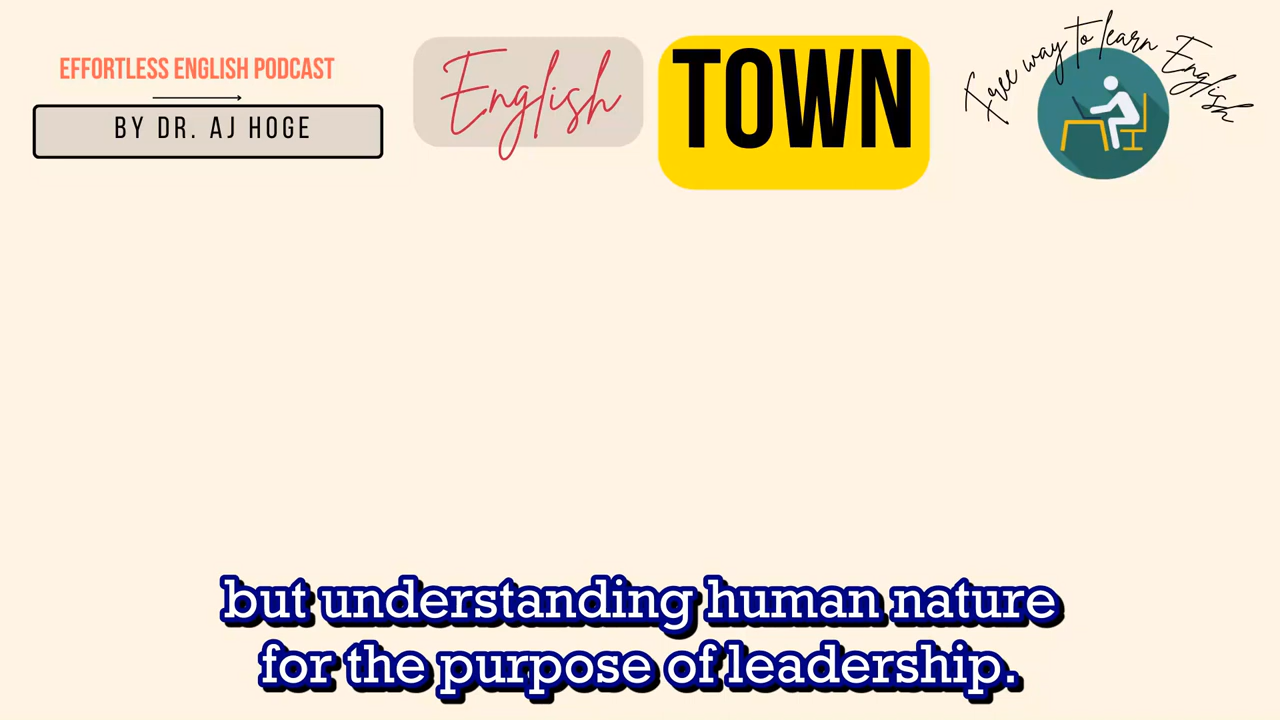 EFFORTLESS ENGLISH PODCAST
BY DR. AJ HOGE
English
TOWN
Free way to learn English
but understanding human nature
for the purpose of leadership.